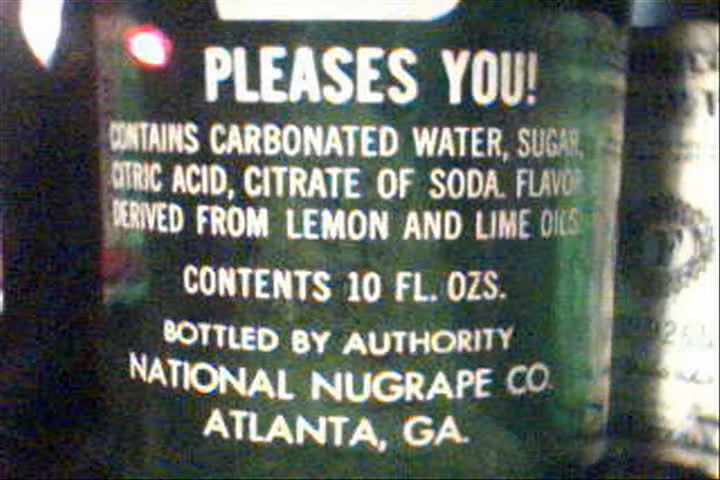 PLEASES YOU!
CONTAINS CARBONATED WATER, SUGAR,
CITRIC ACID, CITRATE OF SODA. FLAVOR
DERIVED FROM LEMON AND LIME OILS.
CONTENTS 10 FL. OZS.
BOTTLED BY AUTHORITY
NATIONAL NUGRAPE CO.
ATLANTA, GA.